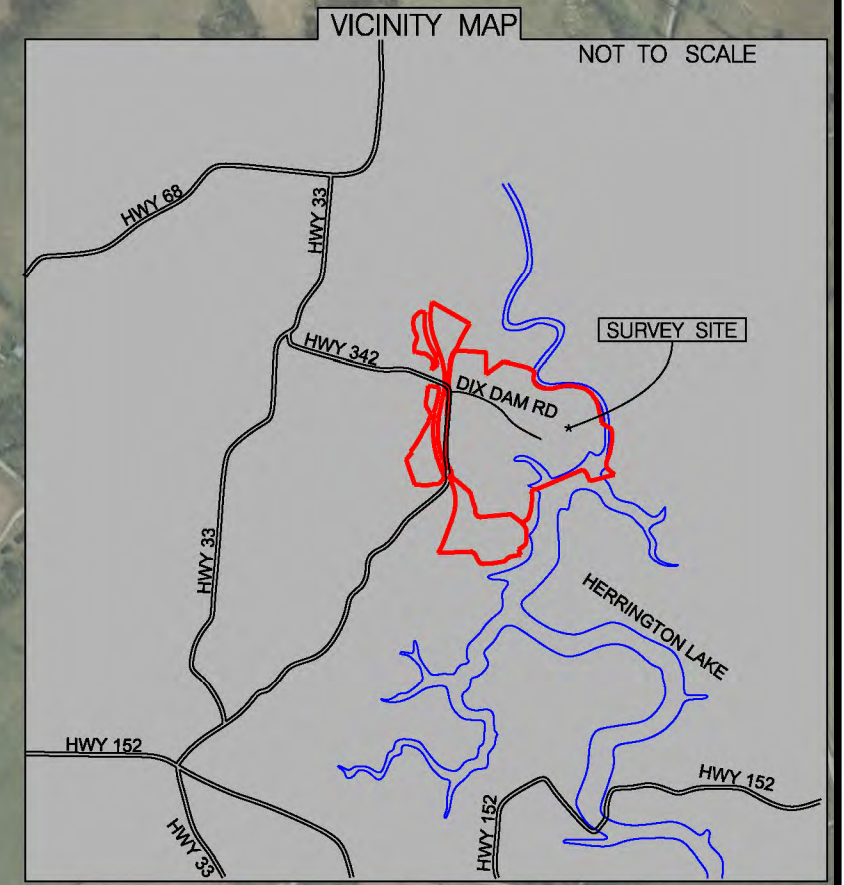 VICINITY MAP
NOT TO SCALE
HWY 68
HWY 33
SURVEY SITE
HWY 342
DIX DAM RD
HWY 33
HERRINGTON LAKE
HWY 152
HWY 152
HWY 152
HWY 33